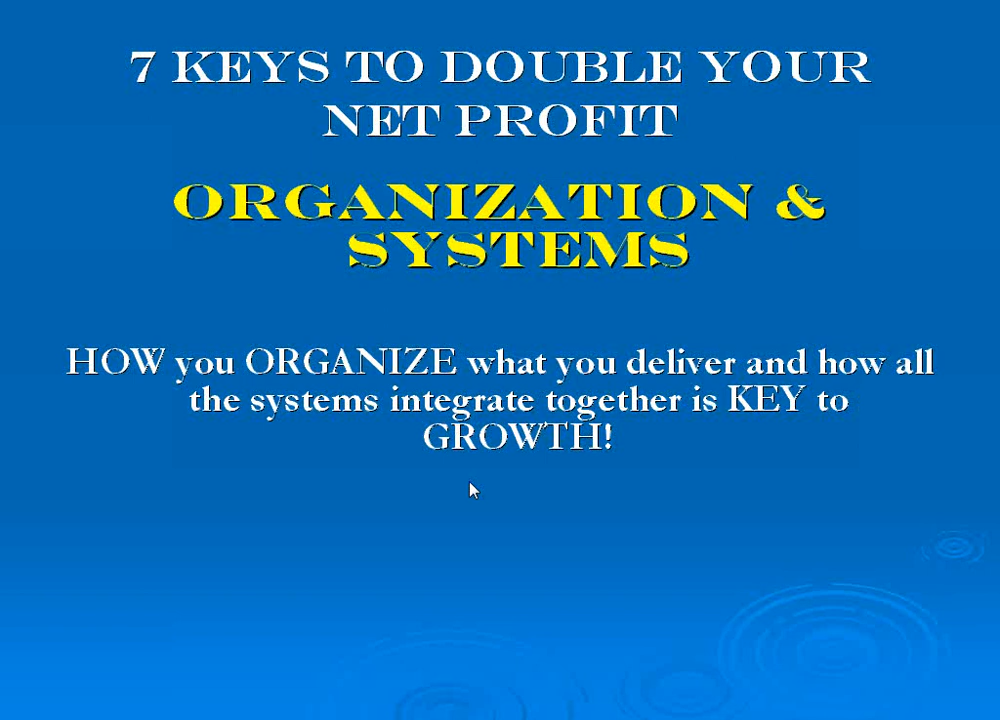 7 KEYS TO DOUBLE YOUR
NET PROFIT
ORGANIZATION &
SYSTEMS
HOW you ORGANIZE what you deliver and how all
the systems integrate together is KEY to
GROWTH!